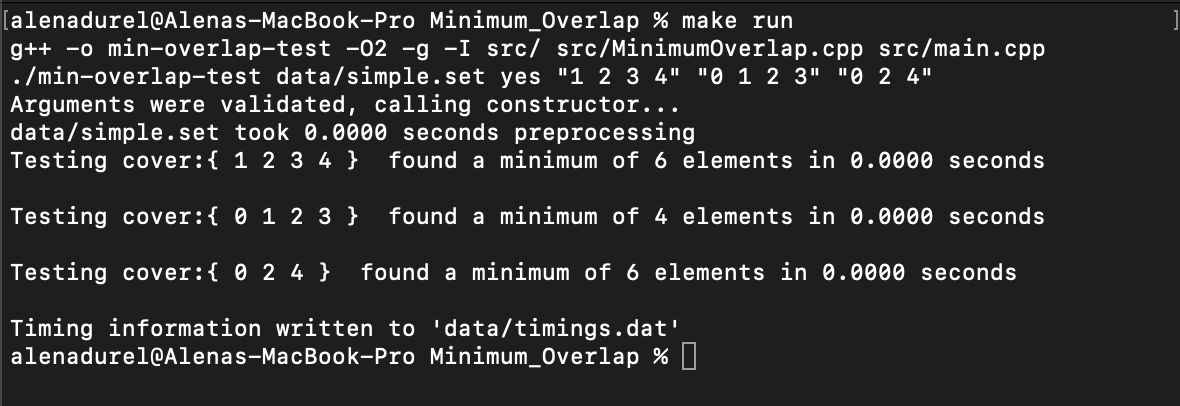 [alenadurel@Alenas-MacBook-Pro Minimum_Overlap % make run ]
g++ -o min-overlap-test -O2 -g -I src/ src/MinimumOverlap.cpp src/main.cpp
./min-overlap-test data/simple.set yes "1 2 3 4" "0 1 2 3" "0 2 4"
Arguments were validated, calling constructor...
data/simple.set took 0.0000 seconds preprocessing
Testing cover:{ 1 2 3 4 }  found a minimum of 6 elements in 0.0000 seconds
Testing cover:{ 0 1 2 3 }  found a minimum of 4 elements in 0.0000 seconds
Testing cover:{ 0 2 4 }  found a minimum of 6 elements in 0.0000 seconds
Timing information written to 'data/timings.dat'
alenadurel@Alenas-MacBook-Pro Minimum_Overlap %